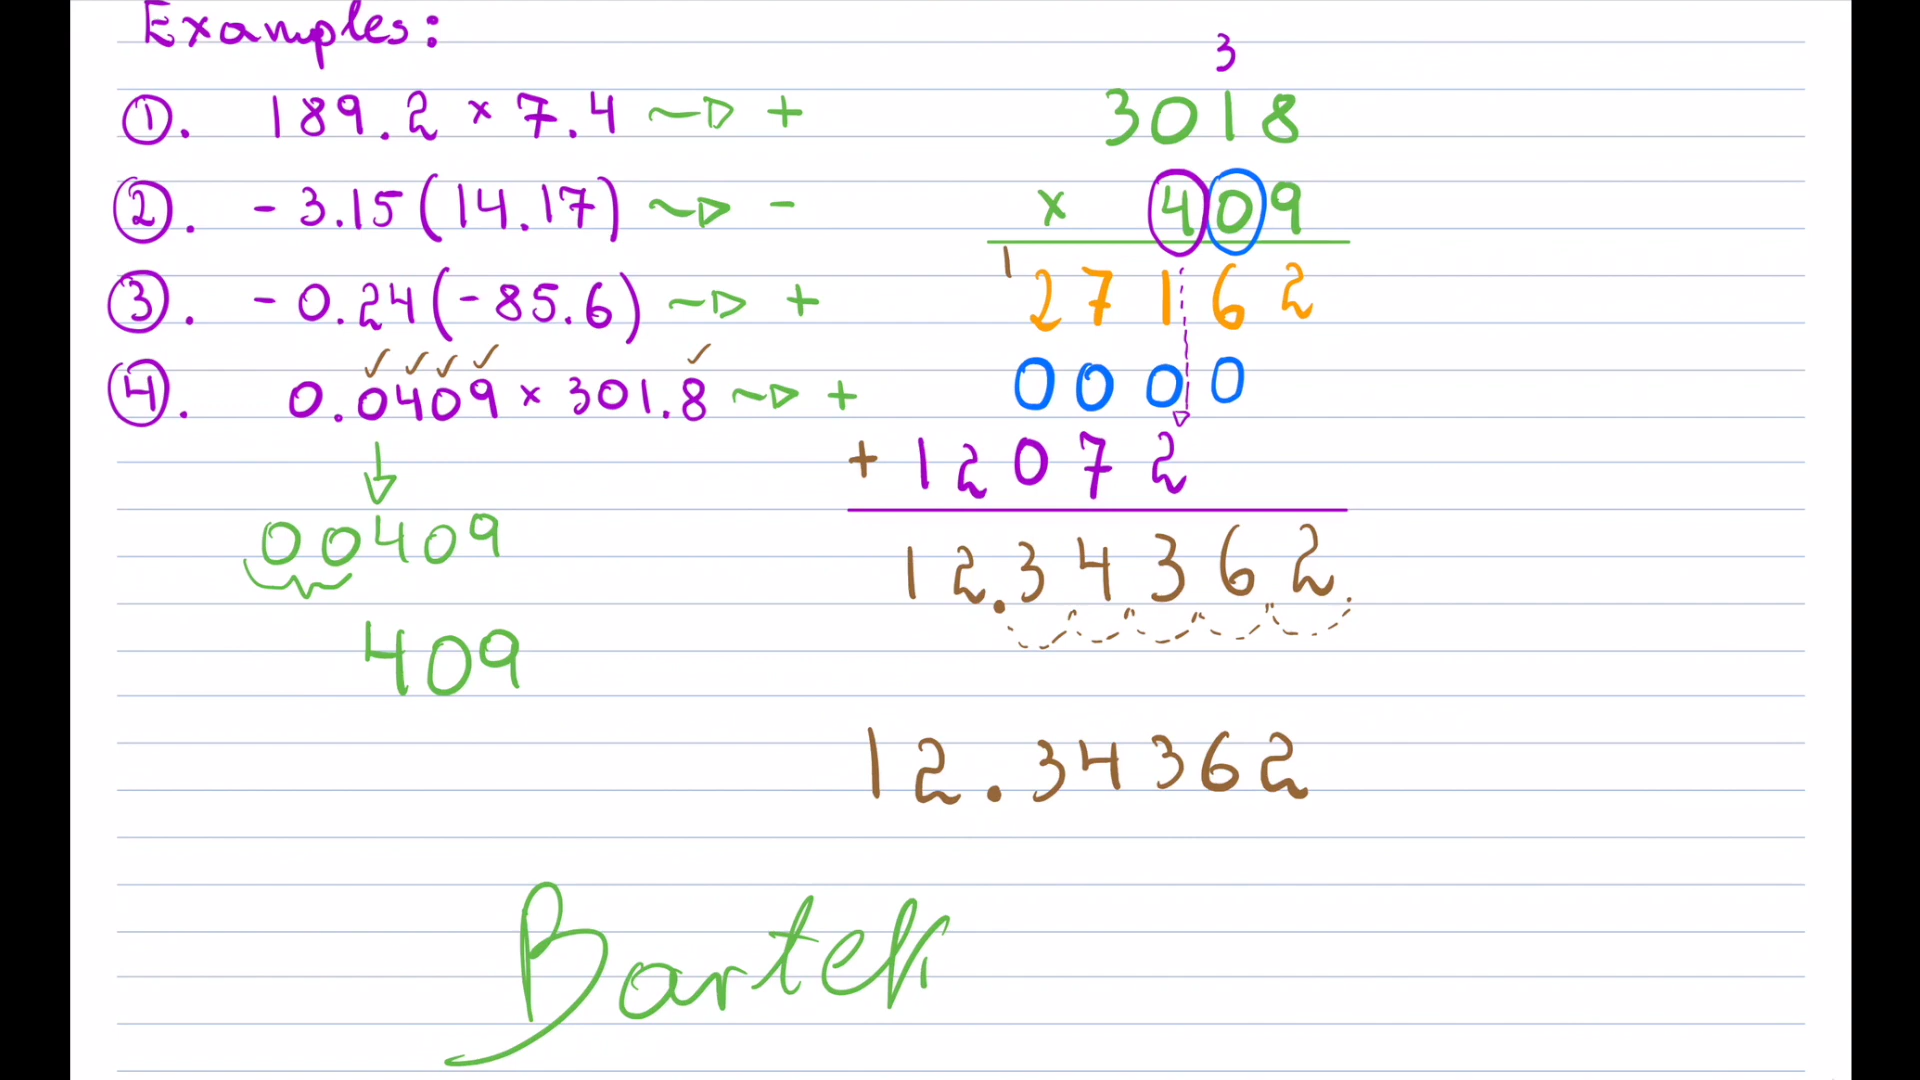 Examples:
①. 189.2 × 7.4 ~▷ +
②. - 3.15(14.17) ~▷ -
③. - 0.24(-85.6) ~▷ +
④. 0.0409 × 301.8 ~▷ +
00409
409
3
3018
× 409
1
27162
0000
+ 12072
12.34362.
12.34362
Bartek